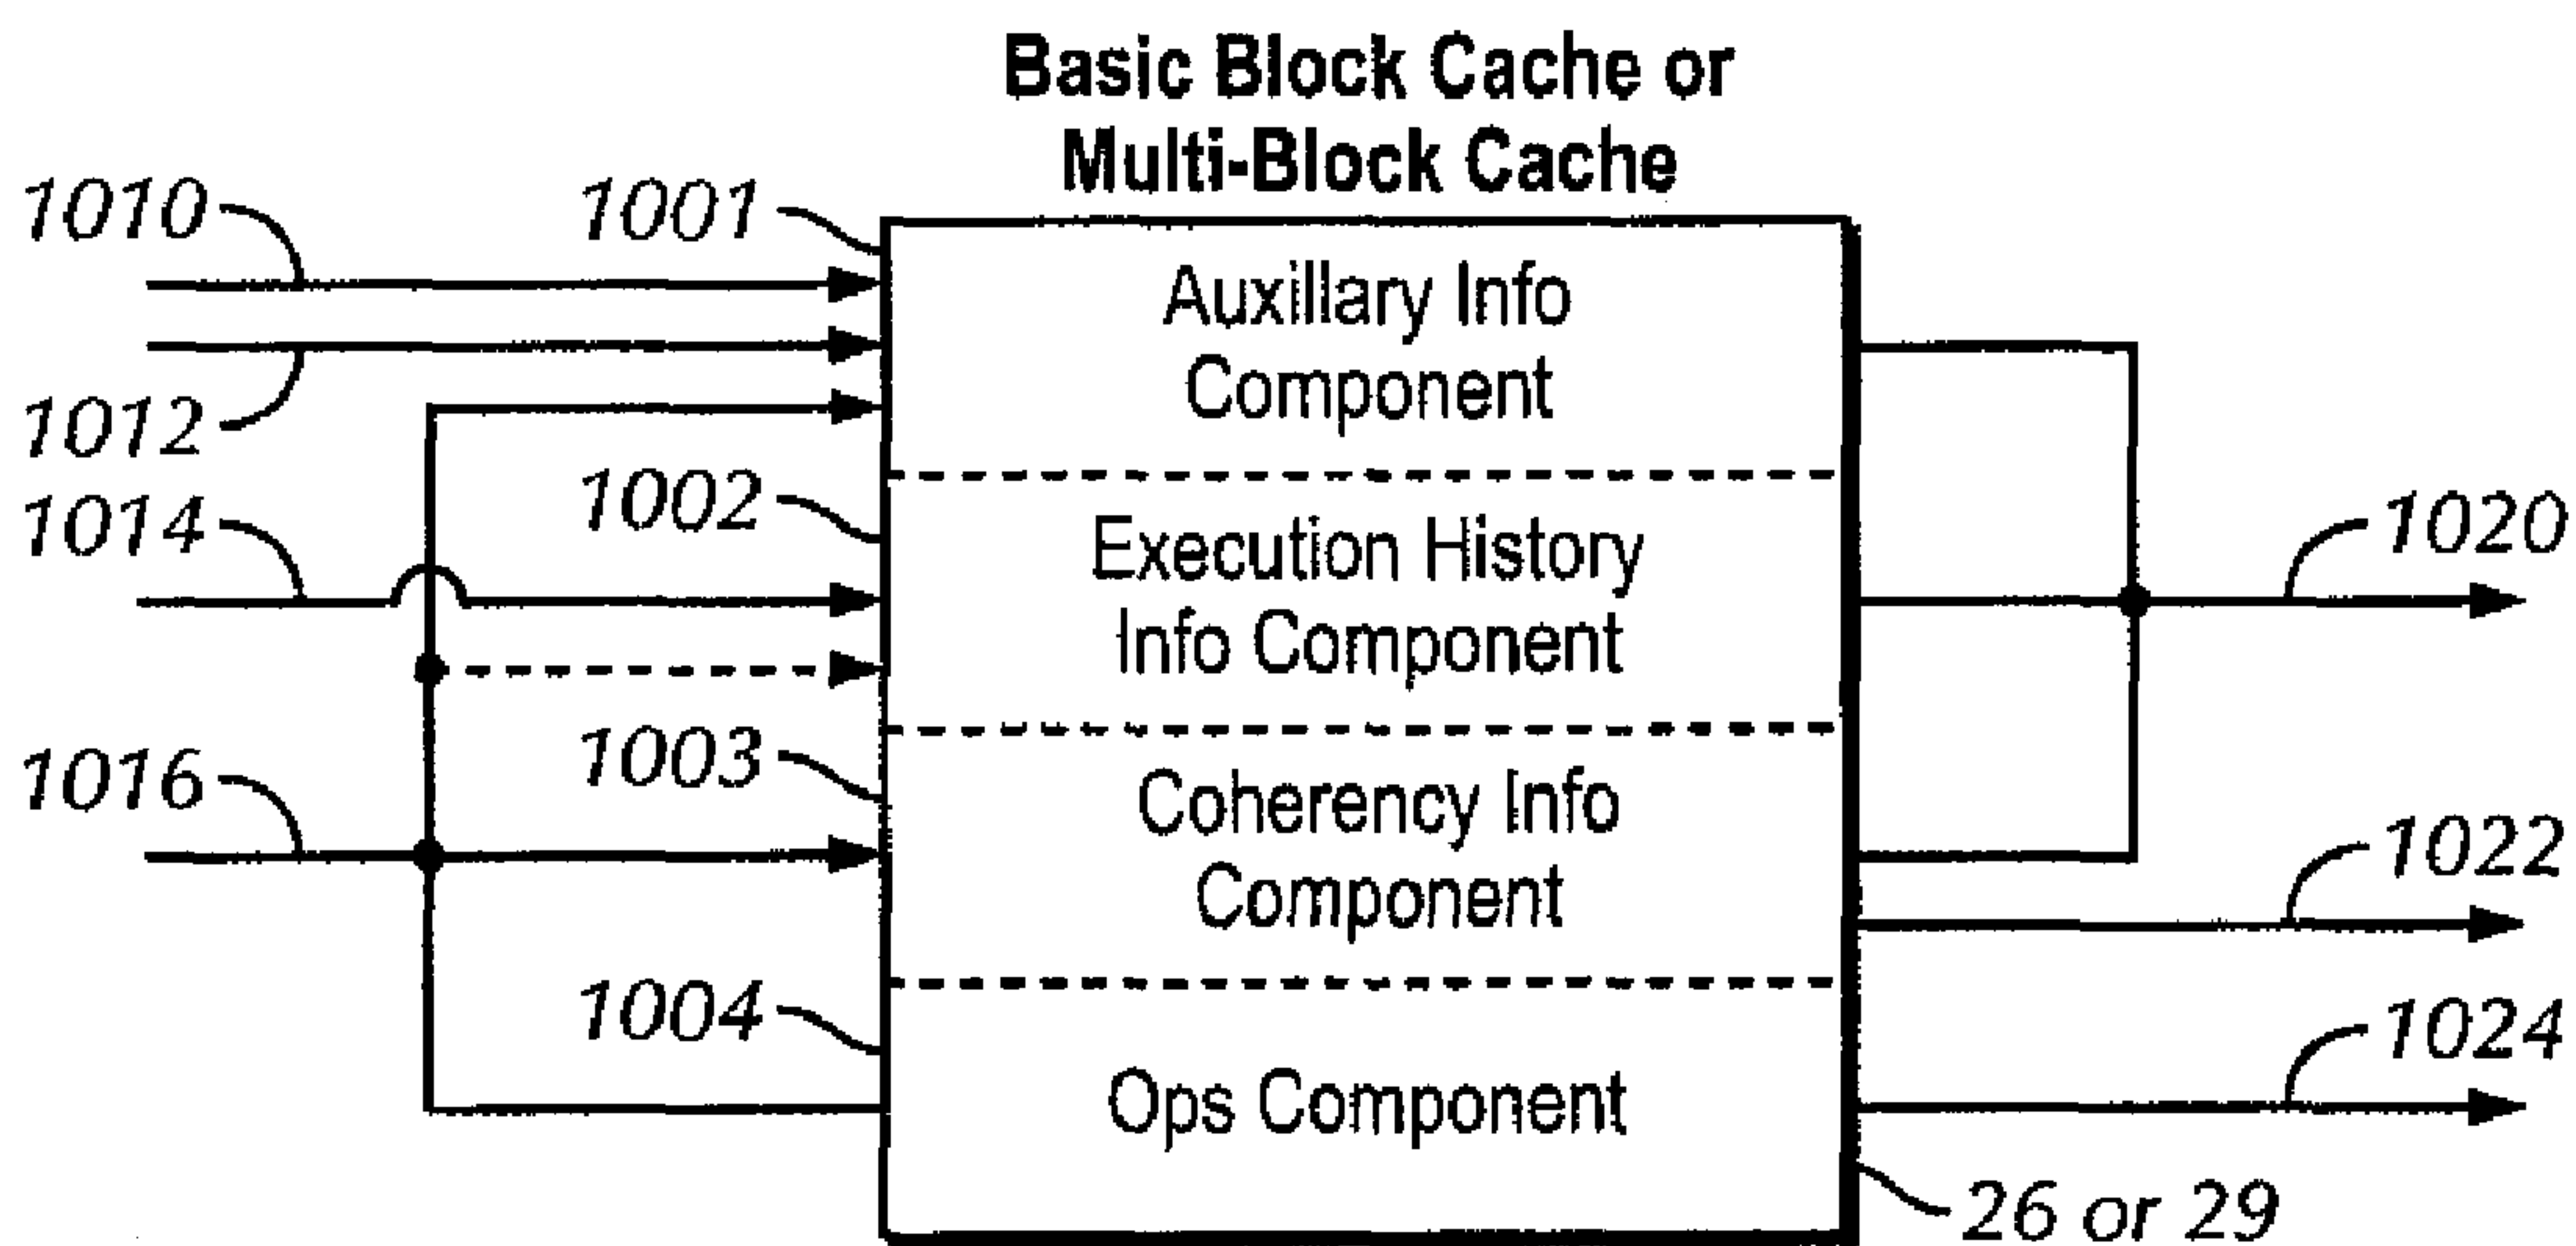 Basic Block Cache or
Multi-Block Cache
1010
1001
Auxillary Info
Component
1012
1002
1014
Execution History
Info Component
1020
1003
1016
Coherency Info
Component
1022
1004
1024
Ops Component
26 or 29